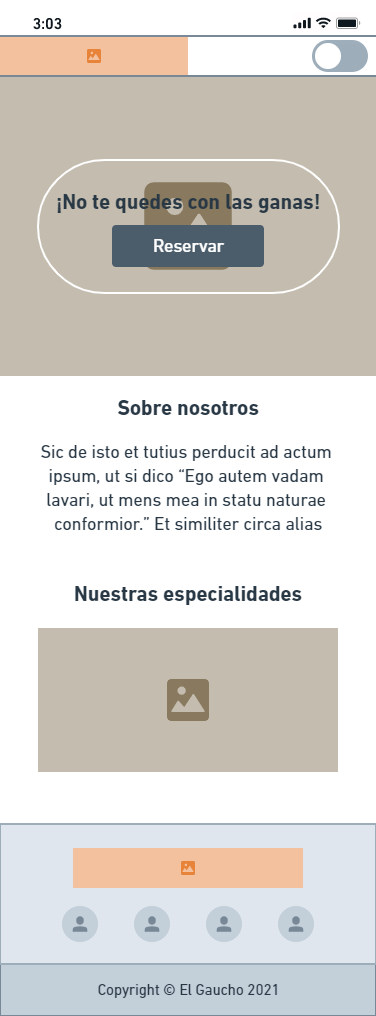 3:03
¡No te quedes con las ganas!
Reservar
Sobre nosotros
Sic de isto et tutius perducit ad actum
ipsum, ut si dico “Ego autem vadam
lavari, ut mens mea in statu naturae
conformior.” Et similiter circa alias
Nuestras especialidades
Copyright © El Gaucho 2021